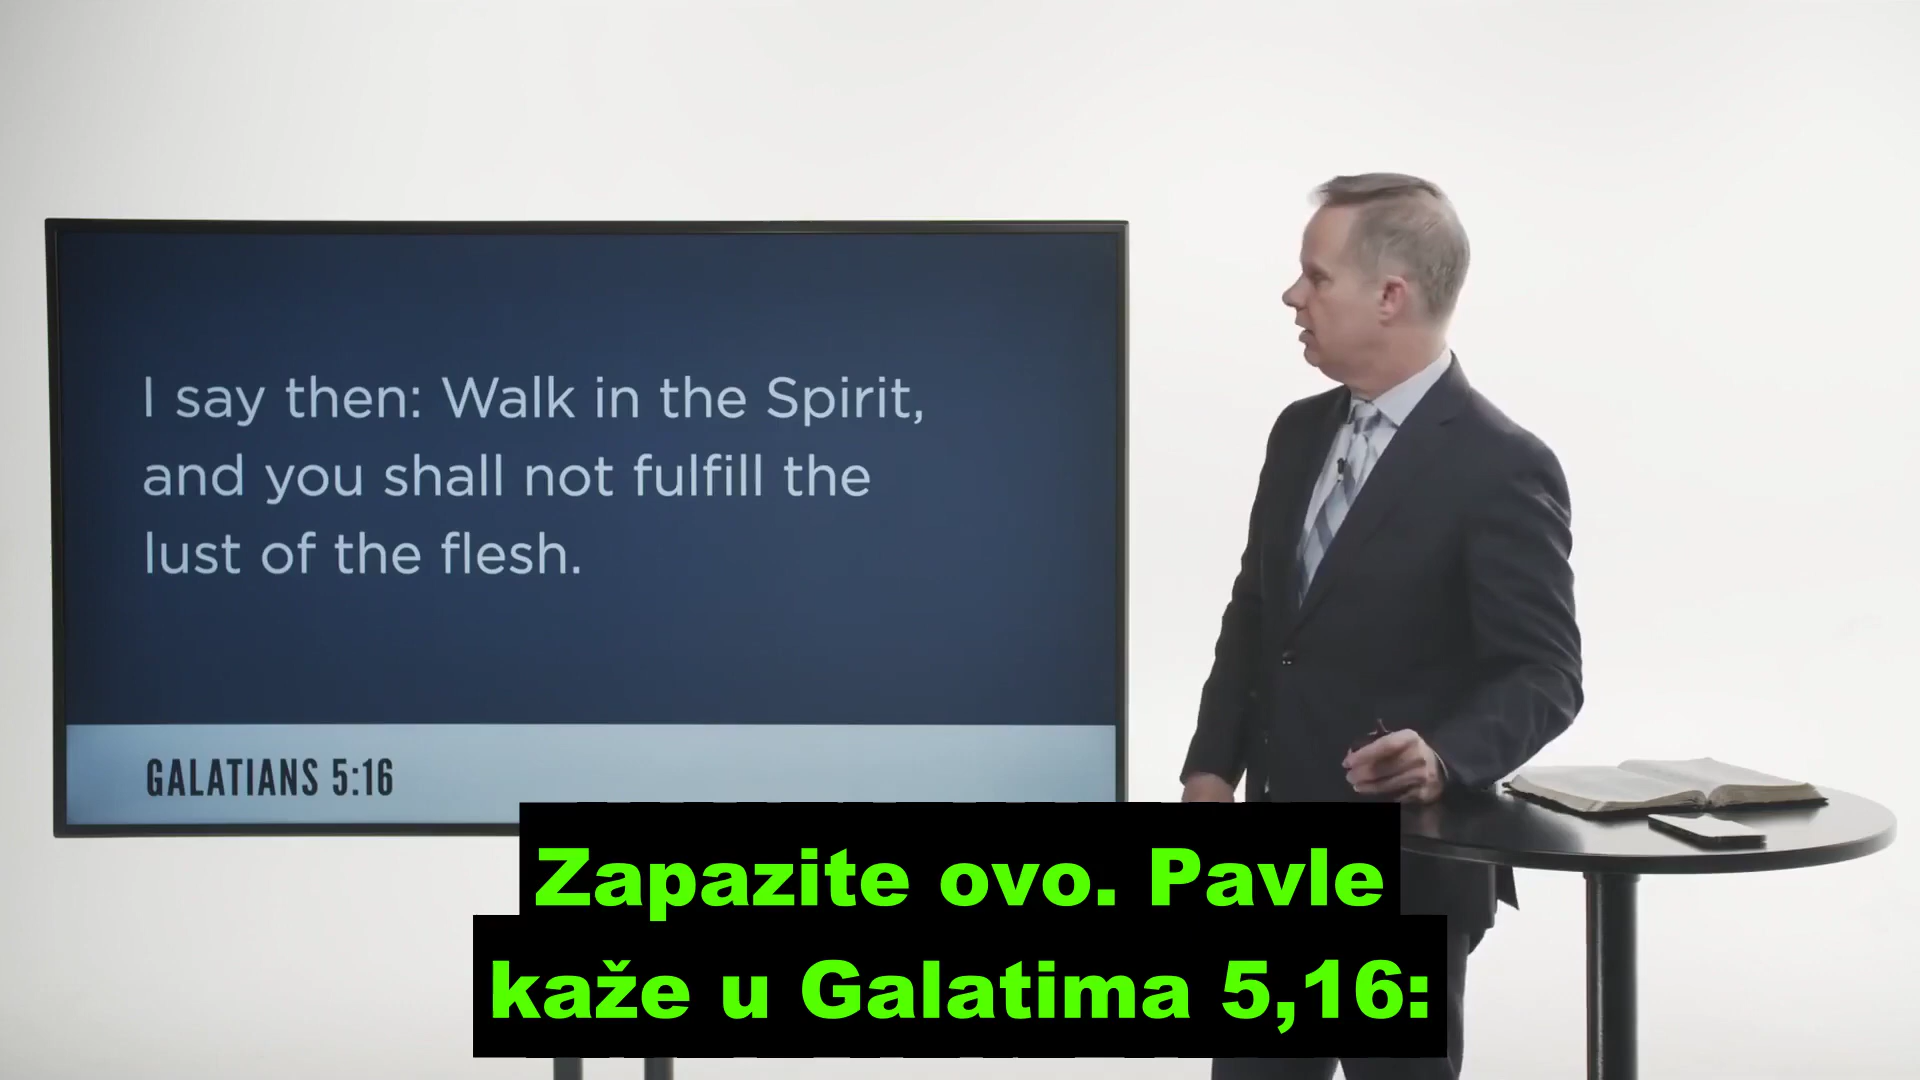 I say then: Walk in the Spirit,
and you shall not fulfill the
lust of the flesh.
GALATIANS 5:16
Zapazite ovo. Pavle
kaže u Galatima 5,16: